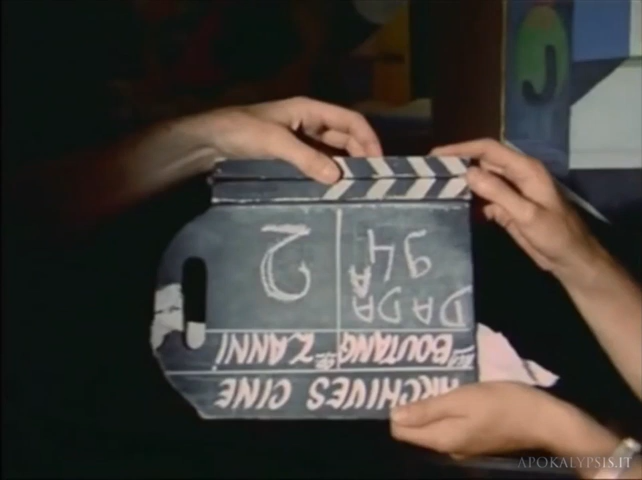 ARCHIVES CINE
BOUTANG ZANNI
DADA 2
94 A
APOKALYPSIS.IT